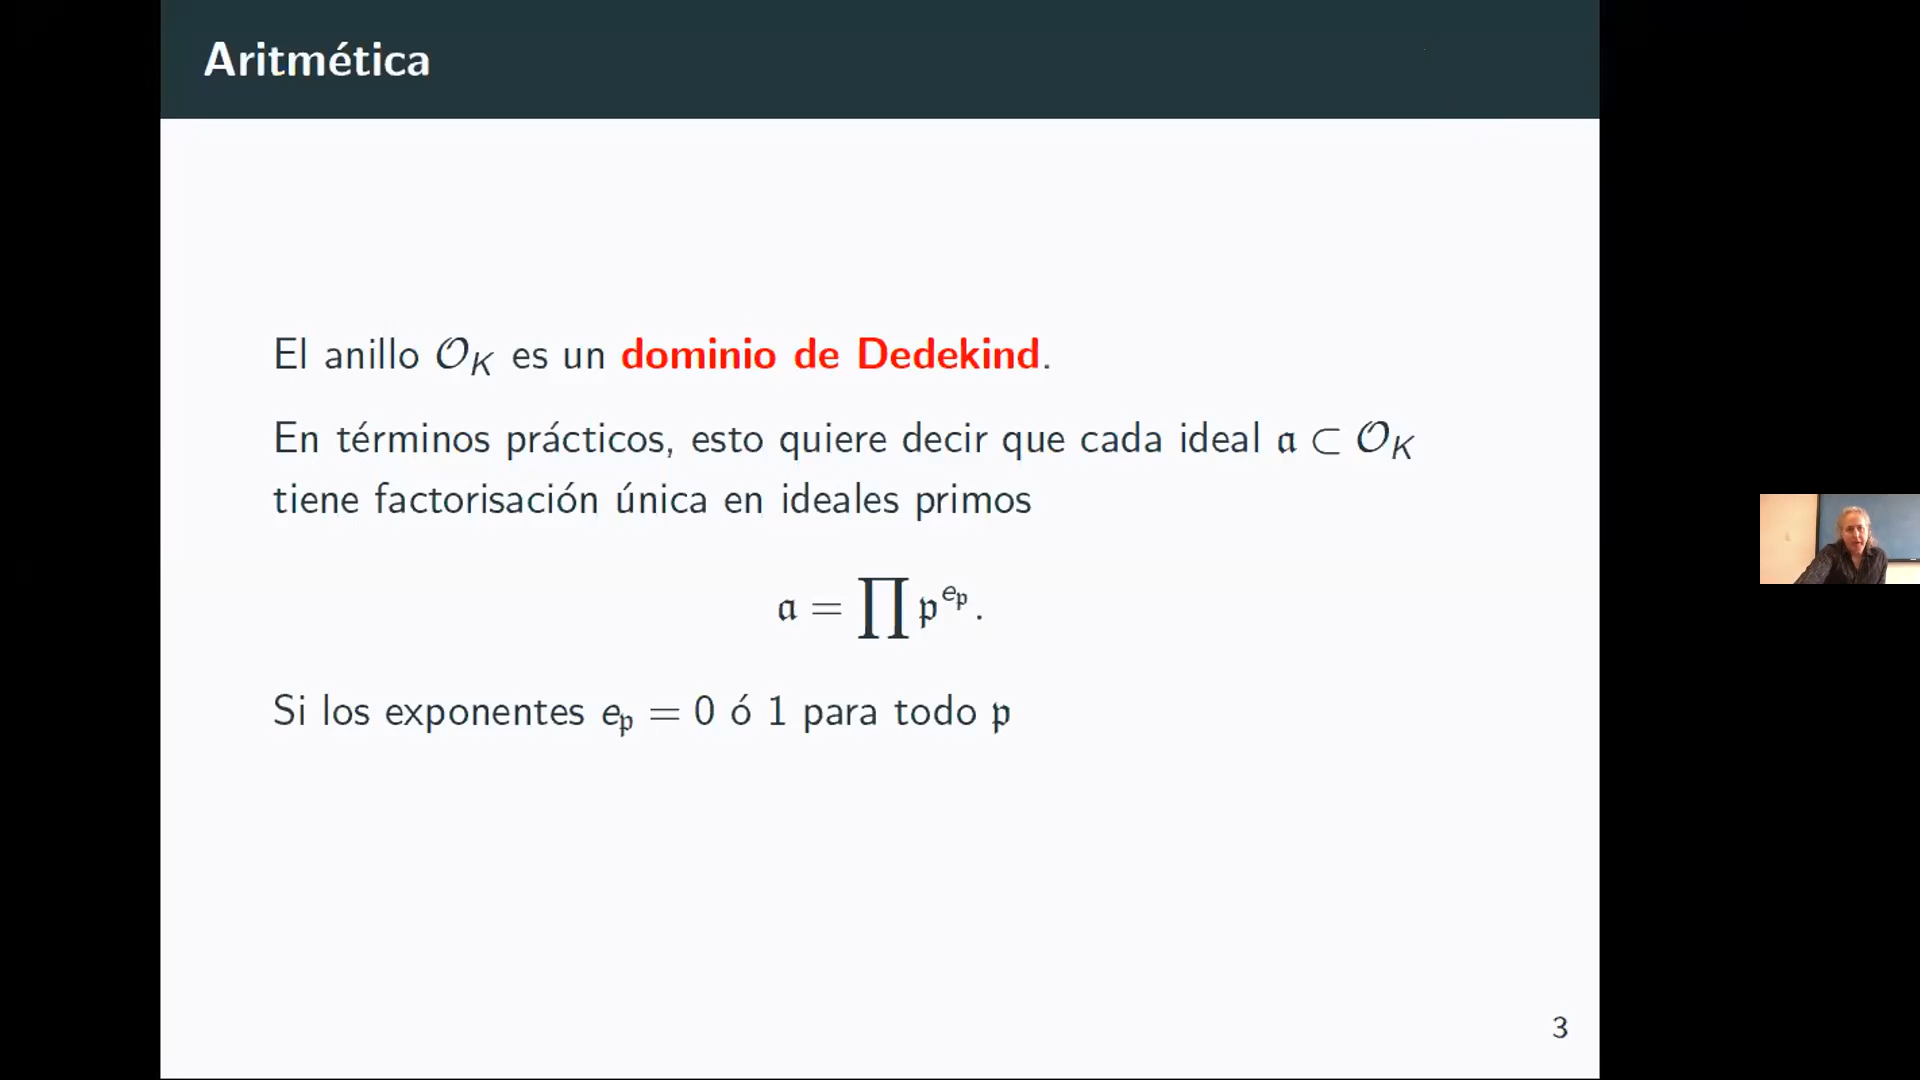 Aritmética
El anillo 𝒪_K es un dominio de Dedekind.
En términos prácticos, esto quiere decir que cada ideal 𝔞 ⊂ 𝒪_K
tiene factorisación única en ideales primos
𝔞 = ∏ 𝔭^{e_𝔭}.
Si los exponentes e_𝔭 = 0 ó 1 para todo 𝔭
3